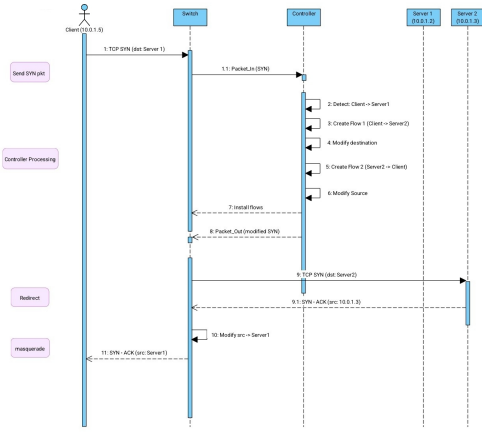 Switch
Controller
Server 1
(10.0.1.2)
Server 2
(10.0.1.3)
Client (10.0.1.5)
1: TCP SYN (dst: Server 1)
1.1: Packet_In (SYN)
Send SYN pkt
2: Detect: Client -> Server1
3: Create Flow 1 (Client -> Server2)
4: Modify destination
Controller Processing
5: Create Flow 2 (Server2 -> Client)
6: Modify Source
7: Install flows
8: Packet_Out (modified SYN)
9: TCP SYN (dst: Server2)
Redirect
9.1: SYN - ACK (src: 10.0.1.3)
10: Modify src -> Server1
masquerade
11: SYN - ACK (src: Server1)